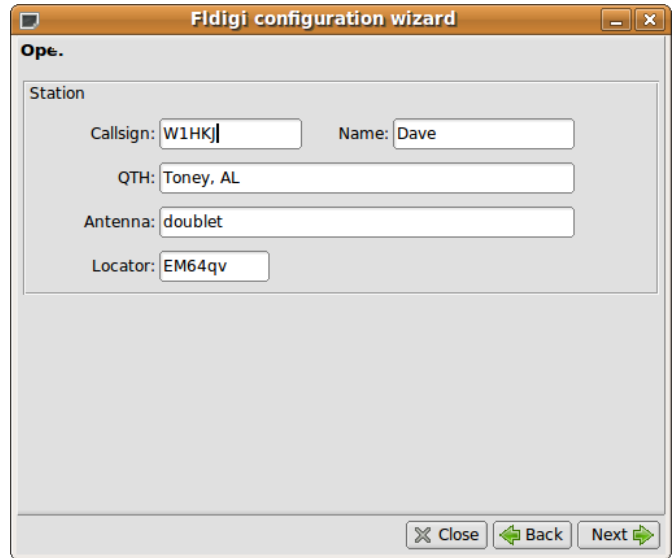 Fldigi configuration wizard
Ope.
Station
Callsign: W1HKJ Name: Dave
QTH: Toney, AL
Antenna: doublet
Locator: EM64qv
Close Back Next